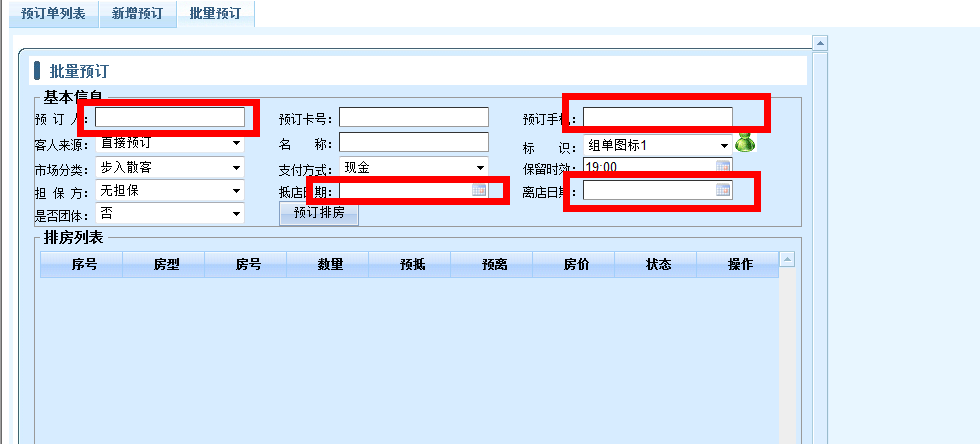 预订单列表 新增预订 批量预订
批量预订
基本信息
预 订 人： 预订卡号： 预订手机：
客人来源： 直接预订 名 称： 标 识： 组单图标1
市场分类： 步入散客 支付方式： 现金 保留时效： 19:00
担 保 方： 无担保 抵店日期： 离店日期：
是否团体： 否 预订排房
排房列表
序号 房型 房号 数量 预抵 预离 房价 状态 操作